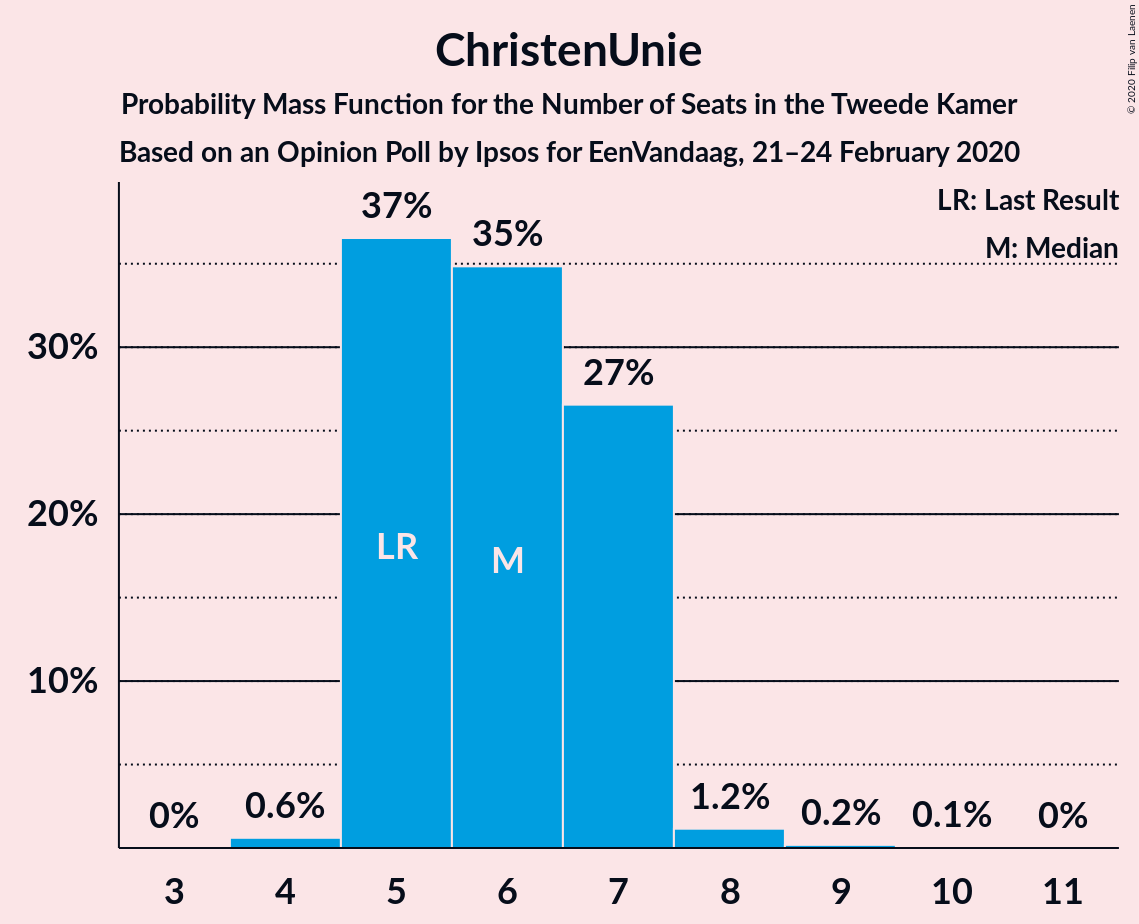 ChristenUnie
Probability Mass Function for the Number of Seats in the Tweede Kamer
Based on an Opinion Poll by Ipsos for EenVandaag, 21–24 February 2020
© 2020 Filip van Laenen
LR: Last Result
M: Median
37%
35%
27%
30%
20%
10%
LR
M
0%
0.6%
1.2%
0.2%
0.1%
0%
3 4 5 6 7 8 9 10 11